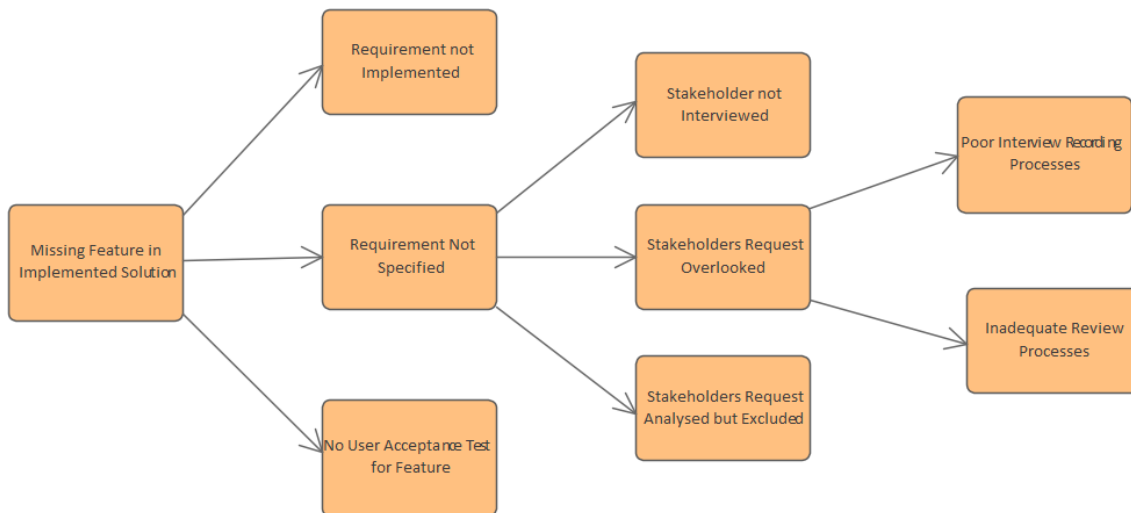 Requirement not
Implemented
Stakeholder not
Interviewed
Poor Interview Recording
Processes
Missing Feature in
Implemented Solution
Requirement Not
Specified
Stakeholders Request
Overlooked
Inadequate Review
Processes
Stakeholders Request
Analysed but Excluded
No User Acceptance Test
for Feature